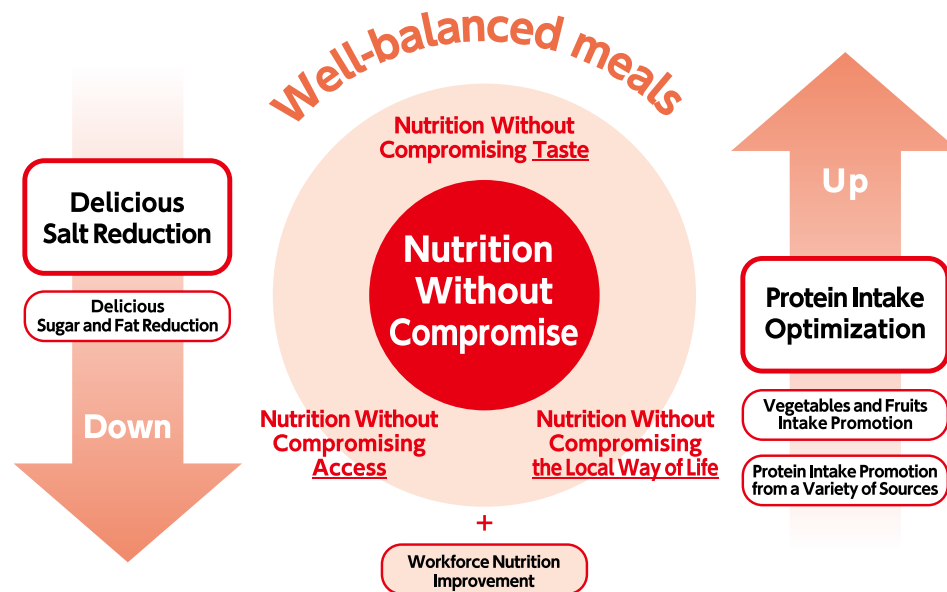 Well-balanced meals
Delicious
Salt Reduction
Delicious
Sugar and Fat Reduction
Down
Nutrition Without
Compromising Taste
Nutrition
Without
Compromise
Nutrition Without
Compromising
Access
Nutrition Without
Compromising
the Local Way of Life
+
Workforce Nutrition
Improvement
Up
Protein Intake
Optimization
Vegetables and Fruits
Intake Promotion
Protein Intake Promotion
from a Variety of Sources